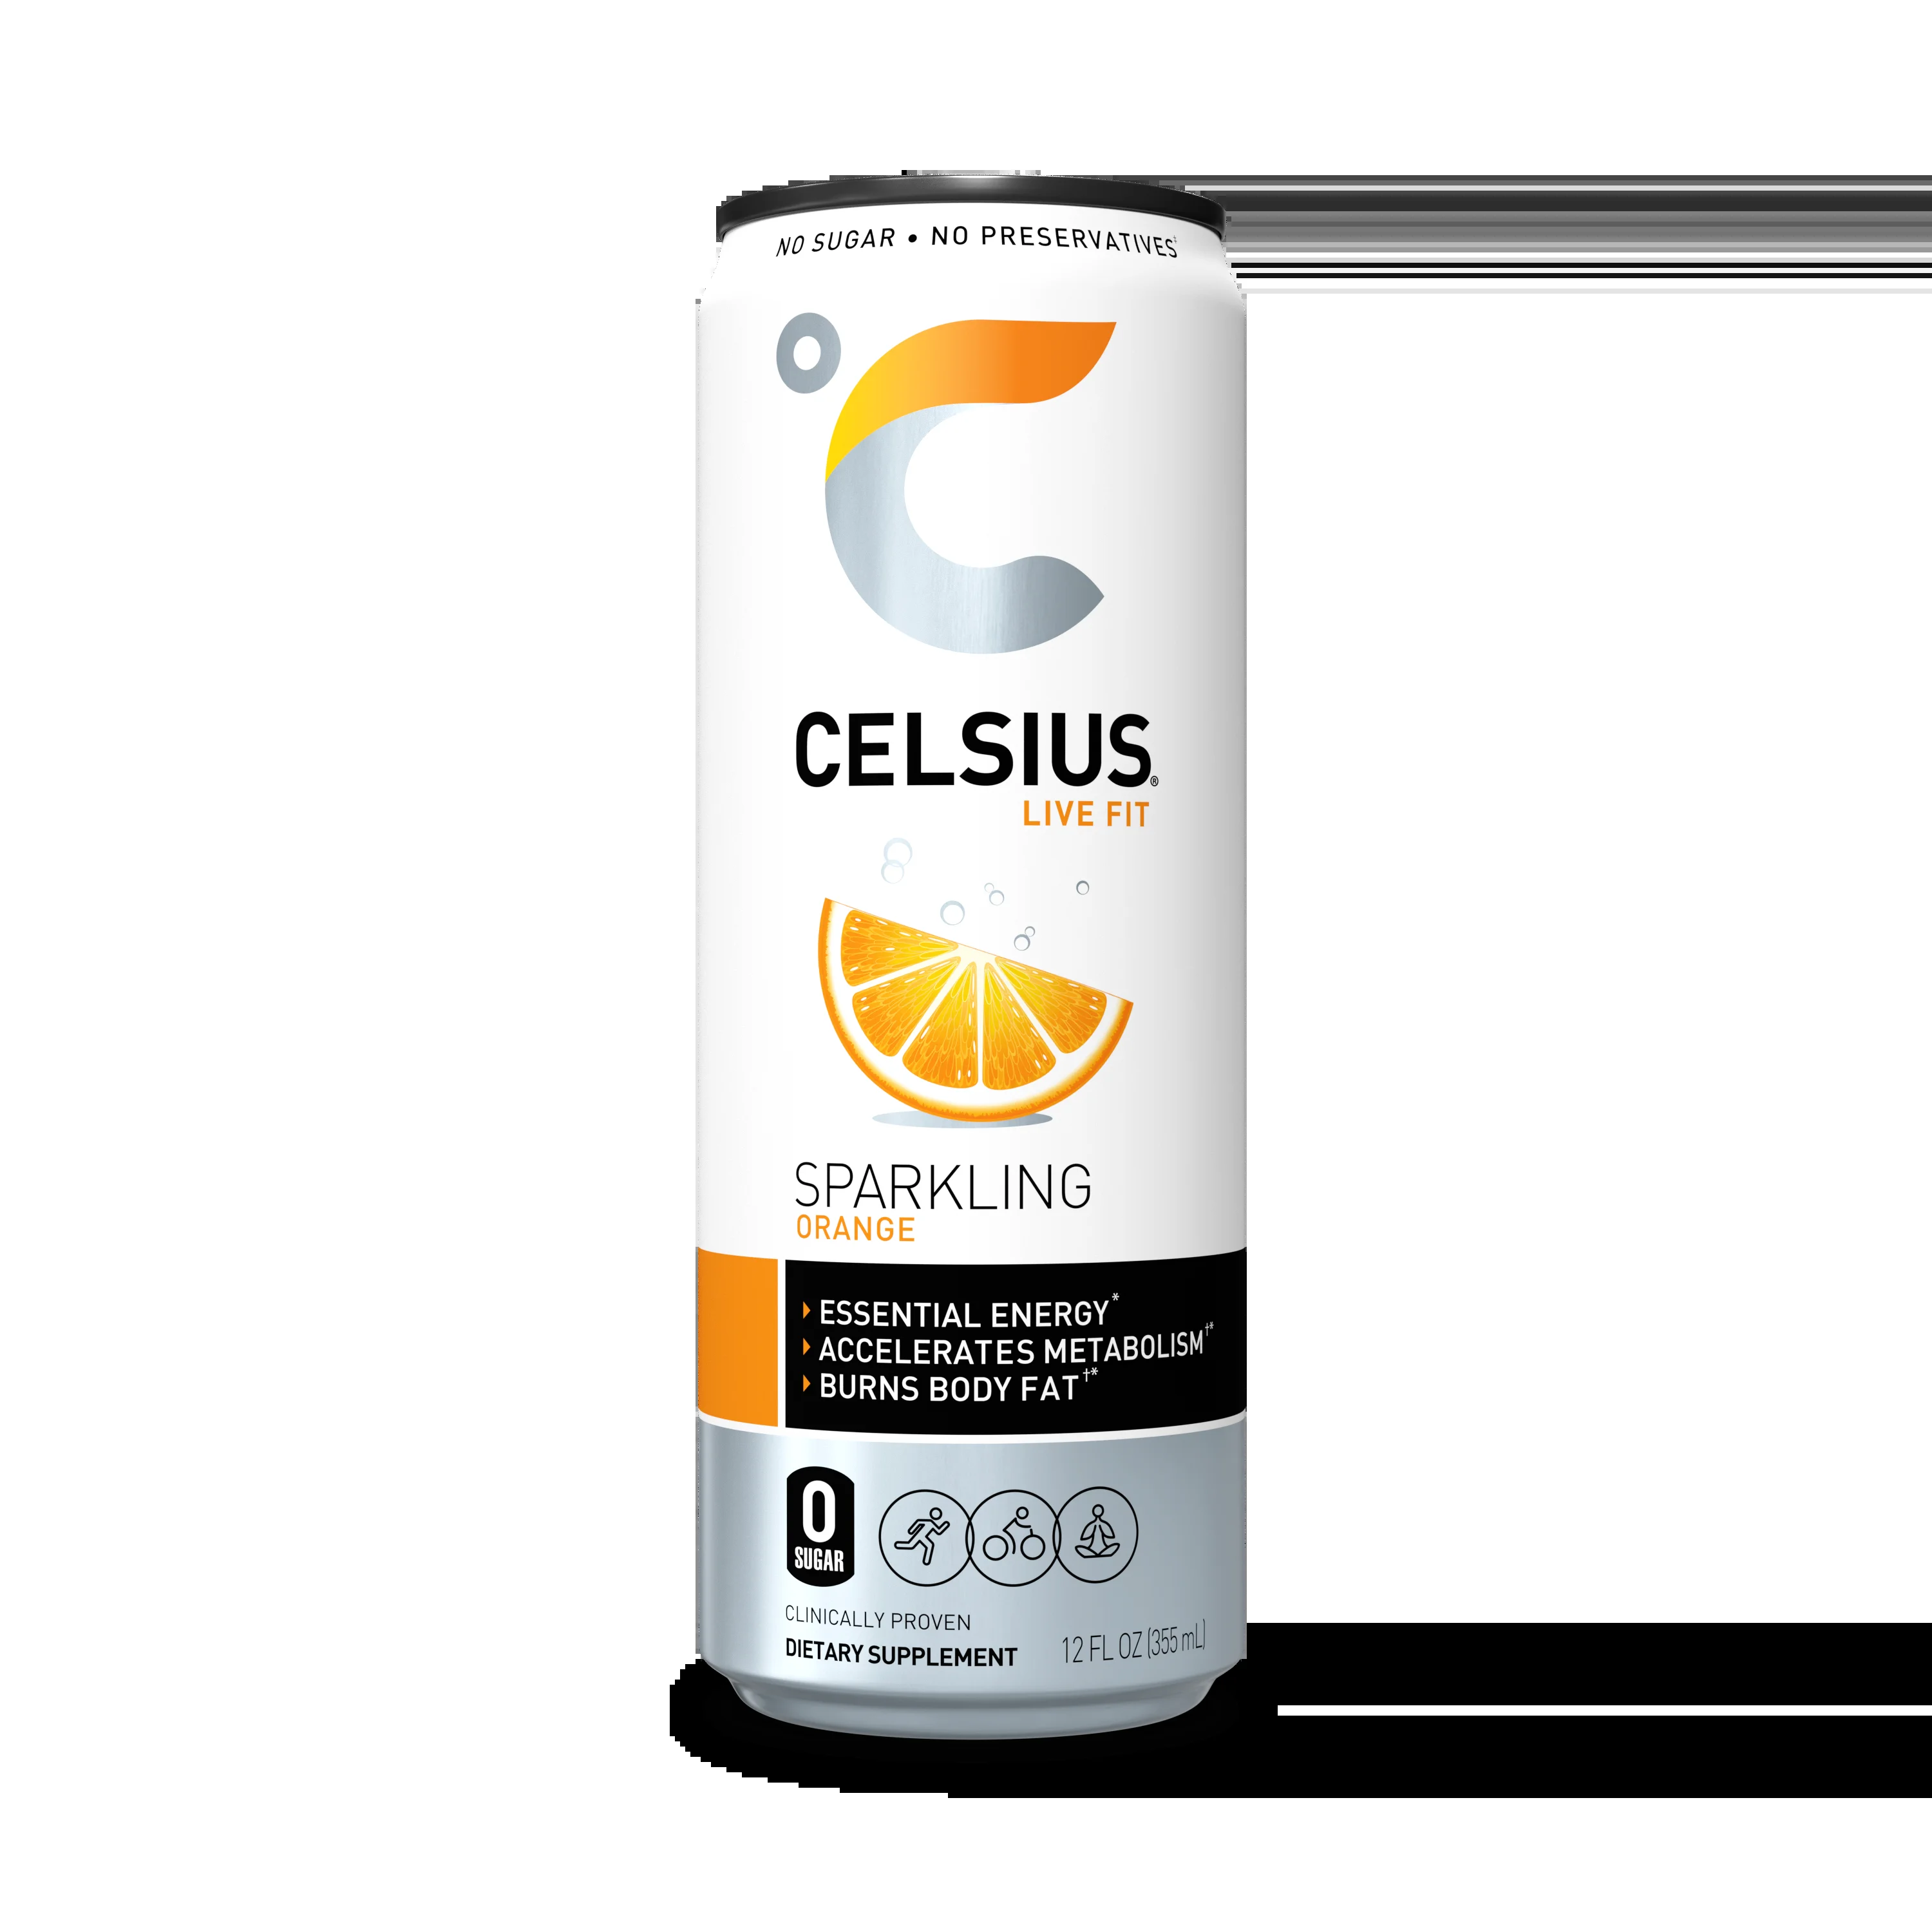 NO SUGAR • NO PRESERVATIVES‡
°C
CELSIUS®
LIVE FIT
SPARKLING
ORANGE
ESSENTIAL ENERGY*
ACCELERATES METABOLISM†*
BURNS BODY FAT†*
0
SUGAR
CLINICALLY PROVEN
DIETARY SUPPLEMENT
12 FL OZ (355 mL)